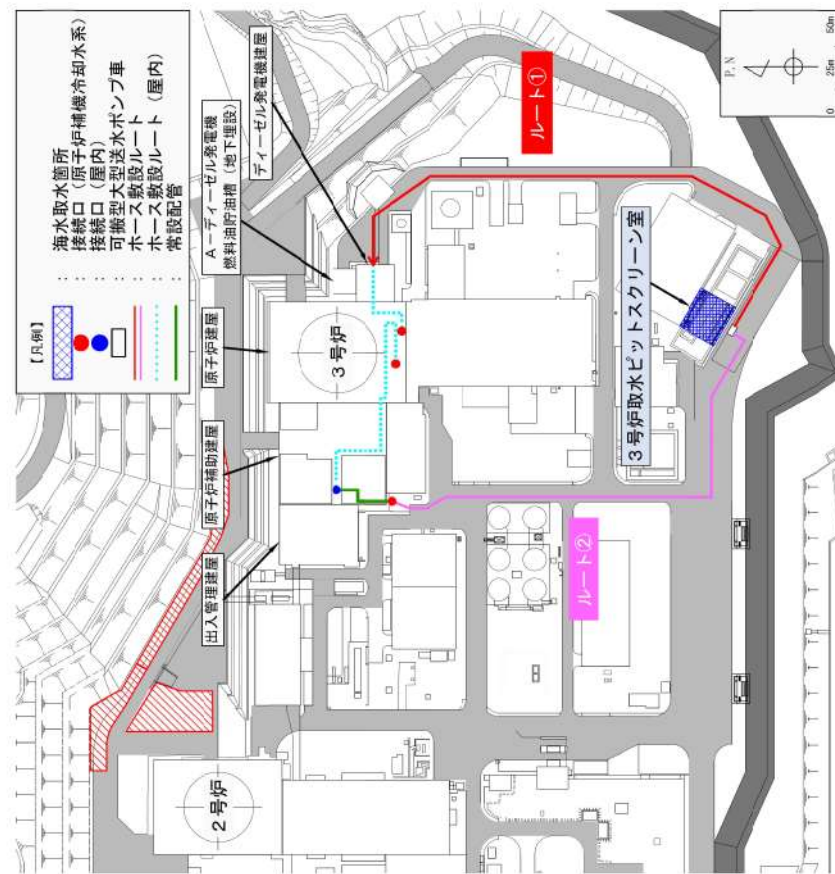 【凡例】
： 海水取水箇所
： 接続口（原子炉補機冷却水系）
： 接続口（屋内）
： 可搬型大型送水ポンプ車
： ホース敷設ルート
： ホース敷設ルート（屋内）
： 常設配管
P,N
0 25m 50m
出入管理建屋
原子炉補助建屋
原子炉建屋
A－ディーゼル発電機
燃料油貯油槽（地下埋設）
ディーゼル発電機建屋
2号炉
3号炉
ルート①
ルート②
3号炉取水ピットスクリーン室